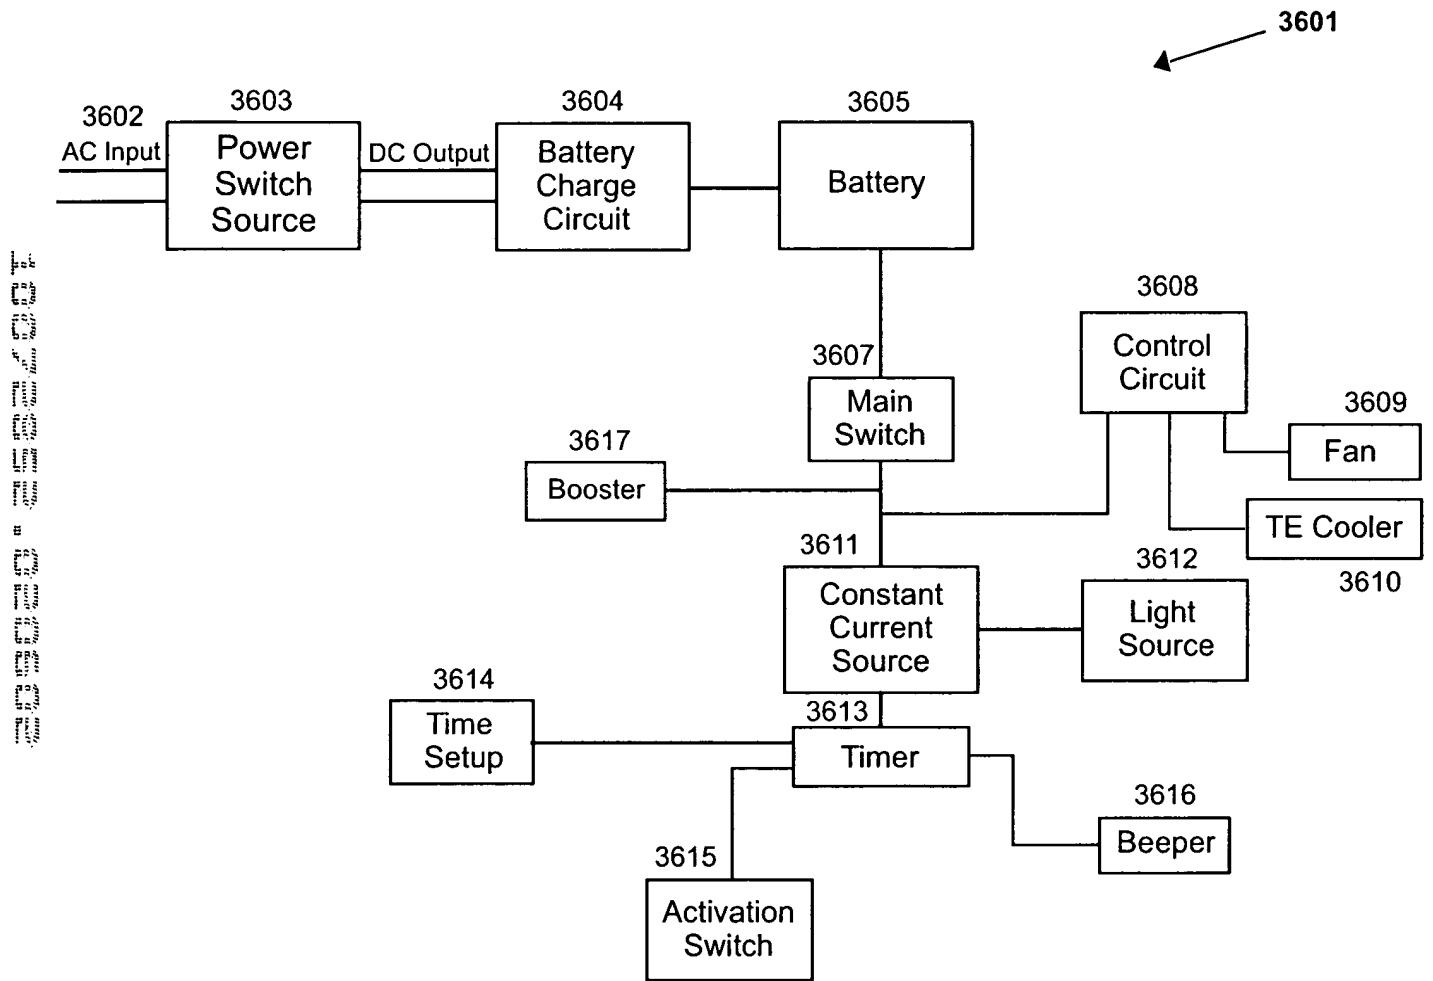 3601
3602
3603
3604
3605
AC Input
Power
Switch
Source
DC Output
Battery
Charge
Circuit
Battery
3608
Control
Circuit
3607
Main
Switch
3609
Fan
3617
Booster
TE Cooler
3610
3611
Constant
Current
Source
3612
Light
Source
3614
Time
Setup
3613
Timer
3616
Beeper
3615
Activation
Switch